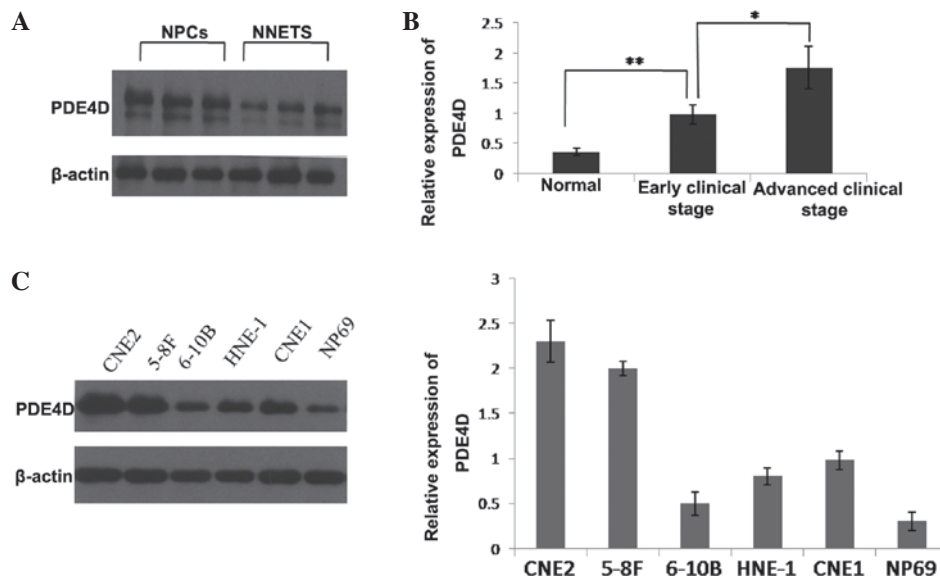 A
NPCs NNETS
PDE4D
β-actin
B
Relative expression of
PDE4D
2.5
2
1.5
1
0.5
0
**
*
Normal
Early clinical
stage
Advanced clinical
stage
C
CNE2 5-8F 6-10B HNE-1 CNE1 NP69
PDE4D
β-actin
Relative expression of
PDE4D
3
2.5
2
1.5
1
0.5
0
CNE2 5-8F 6-10B HNE-1 CNE1 NP69